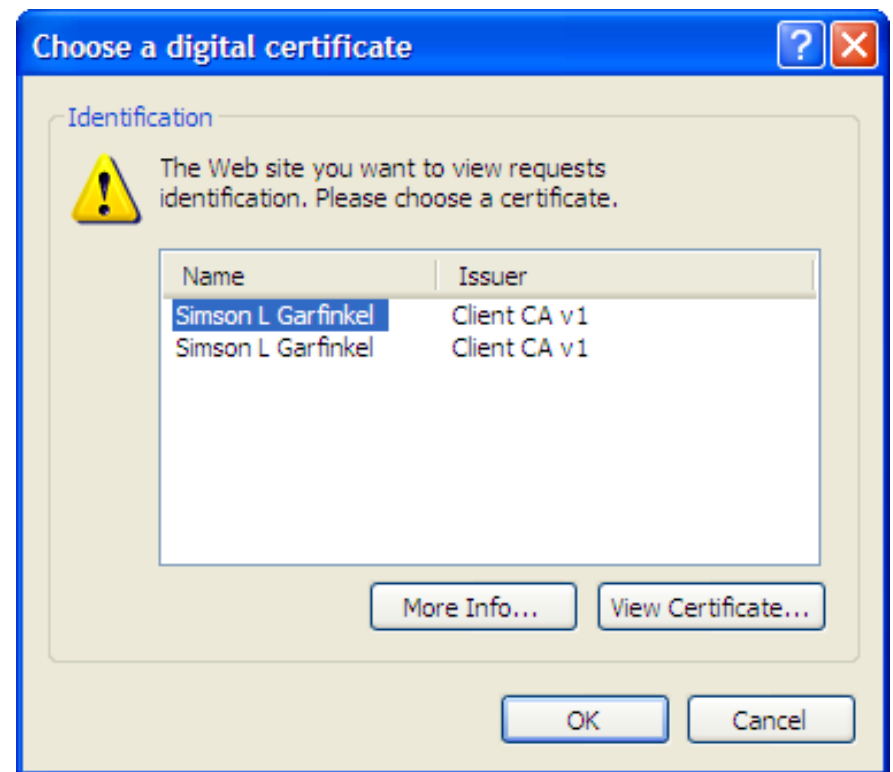 Choose a digital certificate
Identification
The Web site you want to view requests
identification. Please choose a certificate.
Name Issuer
Simson L Garfinkel Client CA v1
Simson L Garfinkel Client CA v1
More Info... View Certificate...
OK Cancel